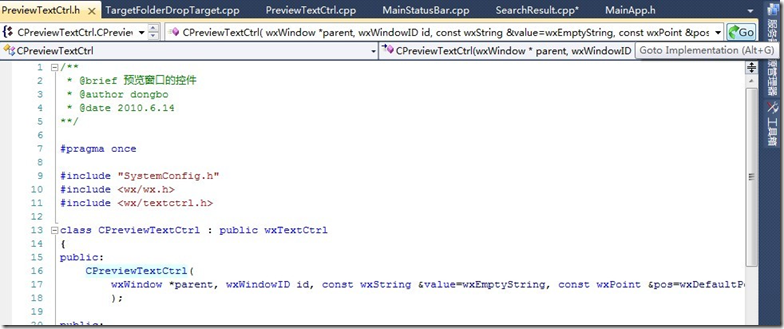 PreviewTextCtrl.h TargetFolderDropTarget.cpp PreviewTextCtrl.cpp MainStatusBar.cpp SearchResult.cpp* MainApp.h
CPreviewTextCtrl.CPreviev CPreviewTextCtrl( wxWindow *parent, wxWindowID id, const wxString &value=wxEmptyString, const wxPoint &pos= Go
CPreviewTextCtrl CPreviewTextCtrl(wxWindow * parent, wxWindowID Goto Implementation (Alt+G)
1 /**
2 * @brief 预览窗口的控件
3 * @author dongbo
4 * @date 2010.6.14
5 **/
6
7 #pragma once
8
9 #include "SystemConfig.h"
10 #include <wx/wx.h>
11 #include <wx/textctrl.h>
12
13 class CPreviewTextCtrl : public wxTextCtrl
14 {
15 public:
16 CPreviewTextCtrl(
17 wxWindow *parent, wxWindowID id, const wxString &value=wxEmptyString, const wxPoint &pos=wxDefaultPo
18 );
19
20 public:
工具箱